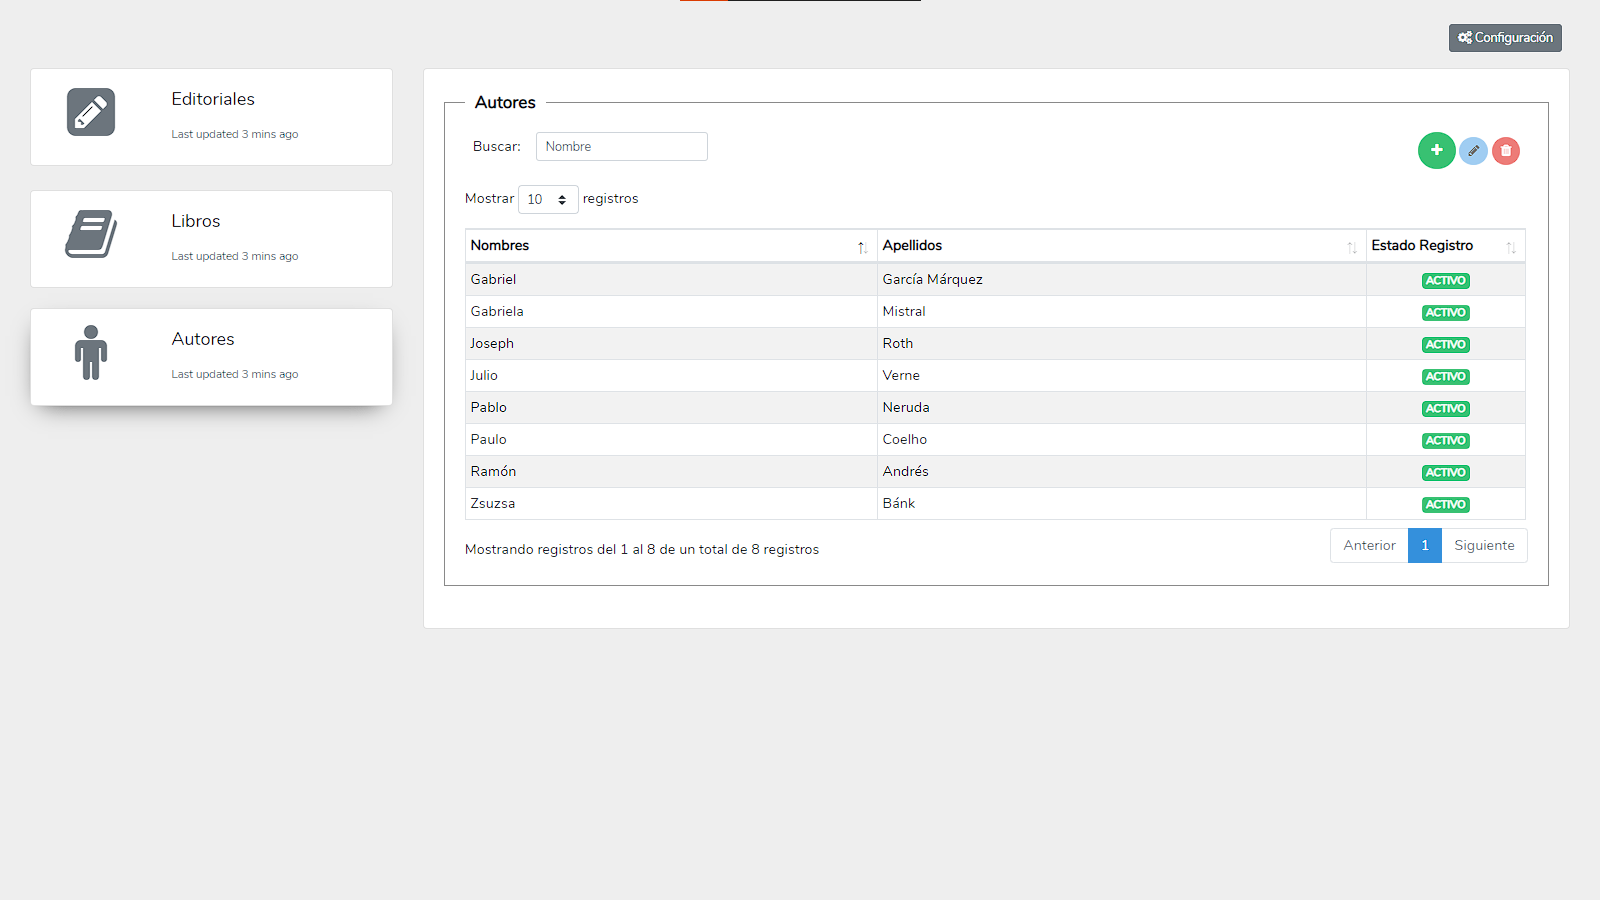 Configuración
Editoriales
Last updated 3 mins ago
Libros
Last updated 3 mins ago
Autores
Last updated 3 mins ago
Autores
Buscar: Nombre
Mostrar 10 registros
Nombres Apellidos Estado Registro
Gabriel García Márquez ACTIVO
Gabriela Mistral ACTIVO
Joseph Roth ACTIVO
Julio Verne ACTIVO
Pablo Neruda ACTIVO
Paulo Coelho ACTIVO
Ramón Andrés ACTIVO
Zsuzsa Bánk ACTIVO
Mostrando registros del 1 al 8 de un total de 8 registros
Anterior 1 Siguiente